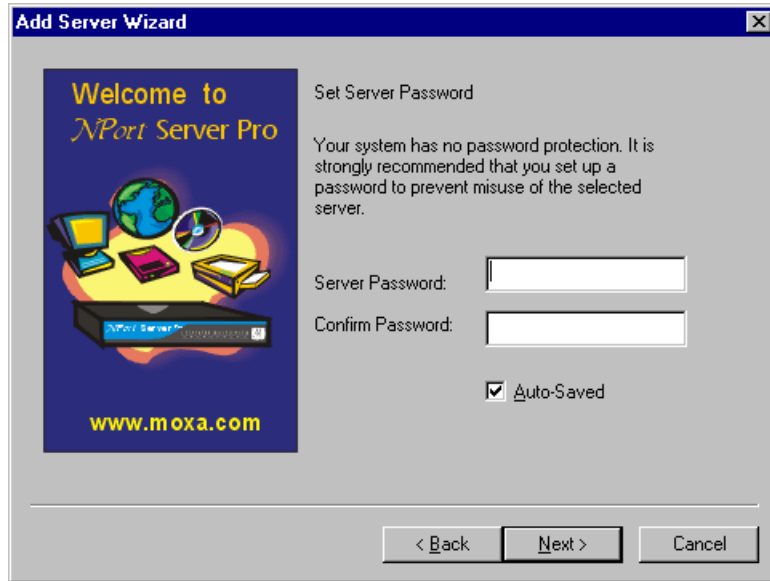 Add Server Wizard
Welcome to
NPort Server Pro
NPort Server
www.moxa.com
Set Server Password
Your system has no password protection. It is
strongly recommended that you set up a
password to prevent misuse of the selected
server.
Server Password:
Confirm Password:
Auto-Saved
< Back
Next >
Cancel